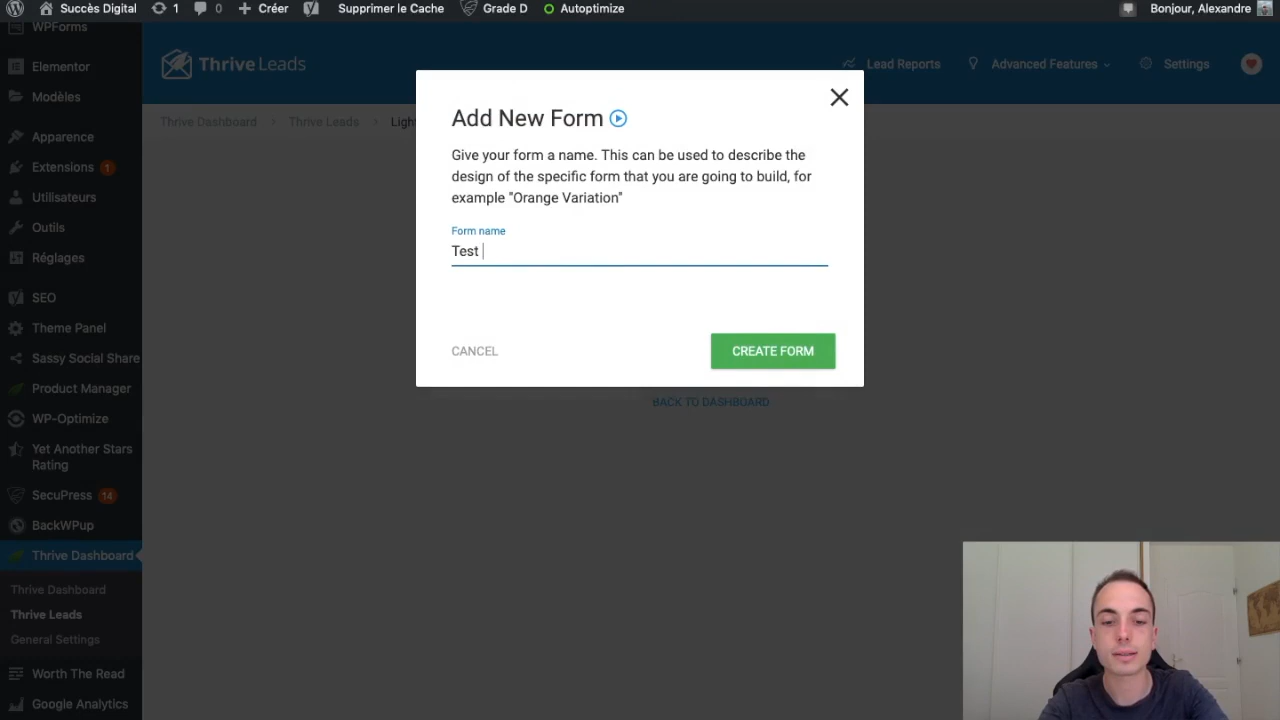 Succès Digital
1
0
Créer
Supprimer le Cache
Grade D
Autoptimize
Bonjour, Alexandre
WPForms
Elementor
Modèles
Apparence
Extensions 1
Utilisateurs
Outils
Réglages
SEO
Theme Panel
Sassy Social Share
Product Manager
WP-Optimize
Yet Another Stars
Rating
SecuPress 14
BackWPup
Thrive Dashboard
Thrive Dashboard
Thrive Leads
General Settings
Worth The Read
Google Analytics
Thrive Leads
Lead Reports
Advanced Features
Settings
Thrive Dashboard
Thrive Leads
Light
Add New Form
Give your form a name. This can be used to describe the
design of the specific form that you are going to build, for
example "Orange Variation"
Form name
Test
CANCEL
CREATE FORM
BACK TO DASHBOARD